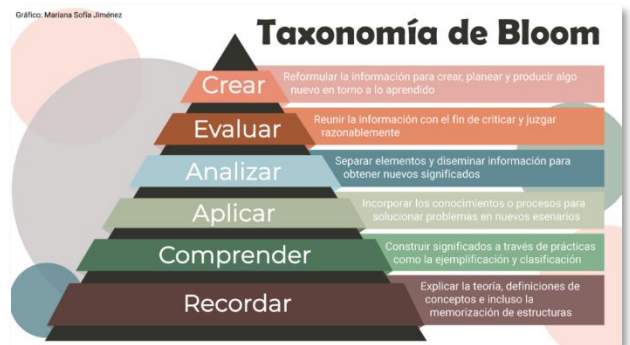 Gráfico: Mariana Sofía Jiménez
Taxonomía de Bloom
Crear
Reformular la información para crear, planear y producir algo
nuevo en torno a lo aprendido
Evaluar
Reunir la información con el fin de criticar y juzgar
razonablemente
Analizar
Separar elementos y diseminar información para
obtener nuevos significados
Aplicar
Incorporar los conocimientos o procesos para
solucionar problemas en nuevos esenarios
Comprender
Construir significados a través de prácticas
como la ejemplificación y clasificación
Recordar
Explicar la teoría, definiciones de
conceptos e incluso la
memorización de estructuras